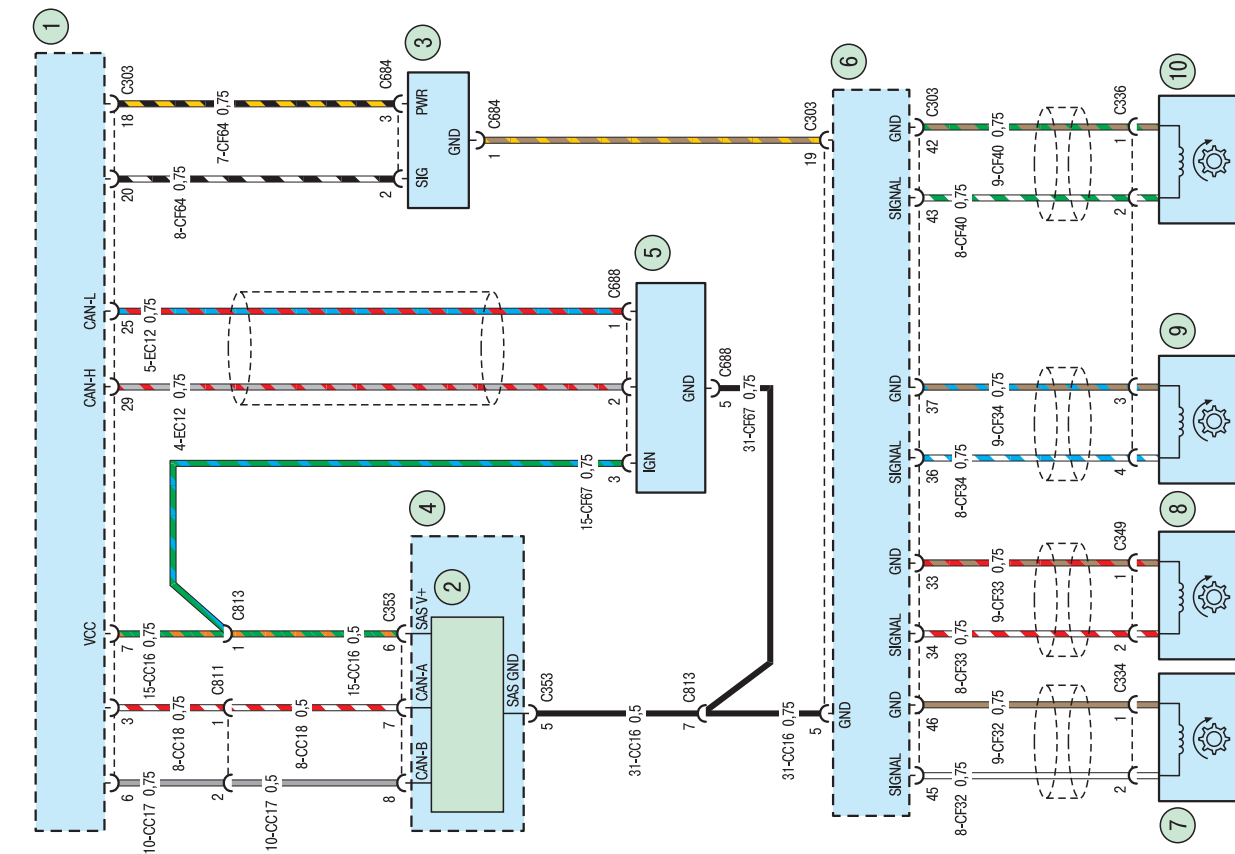 1
VCC
CAN-H
CAN-L
6
3
7
29
25
20
18
C303
10-CC17 0,75
8-CC18 0,75
15-CC16 0,75
4-EC12 0,75
5-EC12 0,75
8-CF64 0,75
7-CF64 0,75
2
1
C811
1
C813
10-CC17 0,5
8-CC18 0,5
15-CC16 0,5
8
7
6
C353
4
CAN-B
CAN-A
SAS V+
2
SAS GND
5
C353
15-CF67 0,75
3
2
1
C688
5
IGN
GND
5
C688
31-CF67 0,75
2
3
C684
3
SIG
PWR
GND
1
C684
31-CC16 0,5
7
C813
31-CC16 0,75
5
19
C303
6
GND
SIGNAL
GND
SIGNAL
GND
SIGNAL
GND
SIGNAL
GND
45
46
34
33
36
37
43
42
C303
8-CF32 0,75
9-CF32 0,75
8-CF33 0,75
9-CF33 0,75
8-CF34 0,75
9-CF34 0,75
8-CF40 0,75
9-CF40 0,75
2
1
C334
2
1
C349
4
3
2
1
C336
7
8
9
10